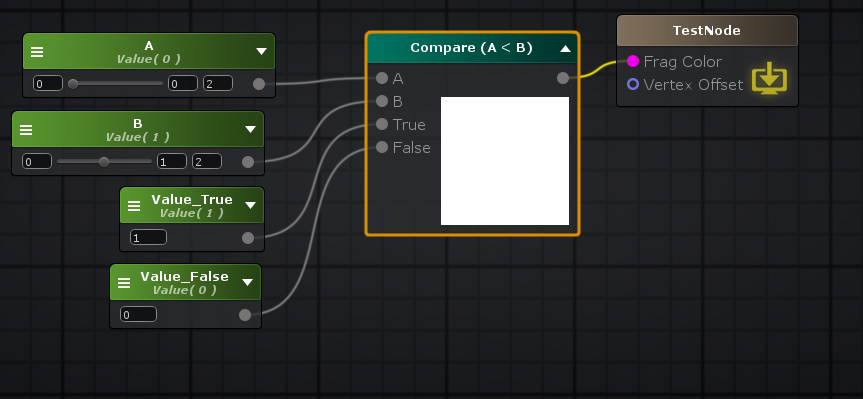 A
Value( 0 )
0 0 2
B
Value( 1 )
0 1 2
Value_True
Value( 1 )
1
Value_False
Value( 0 )
0
Compare (A < B)
A
B
True
False
TestNode
Frag Color
Vertex Offset